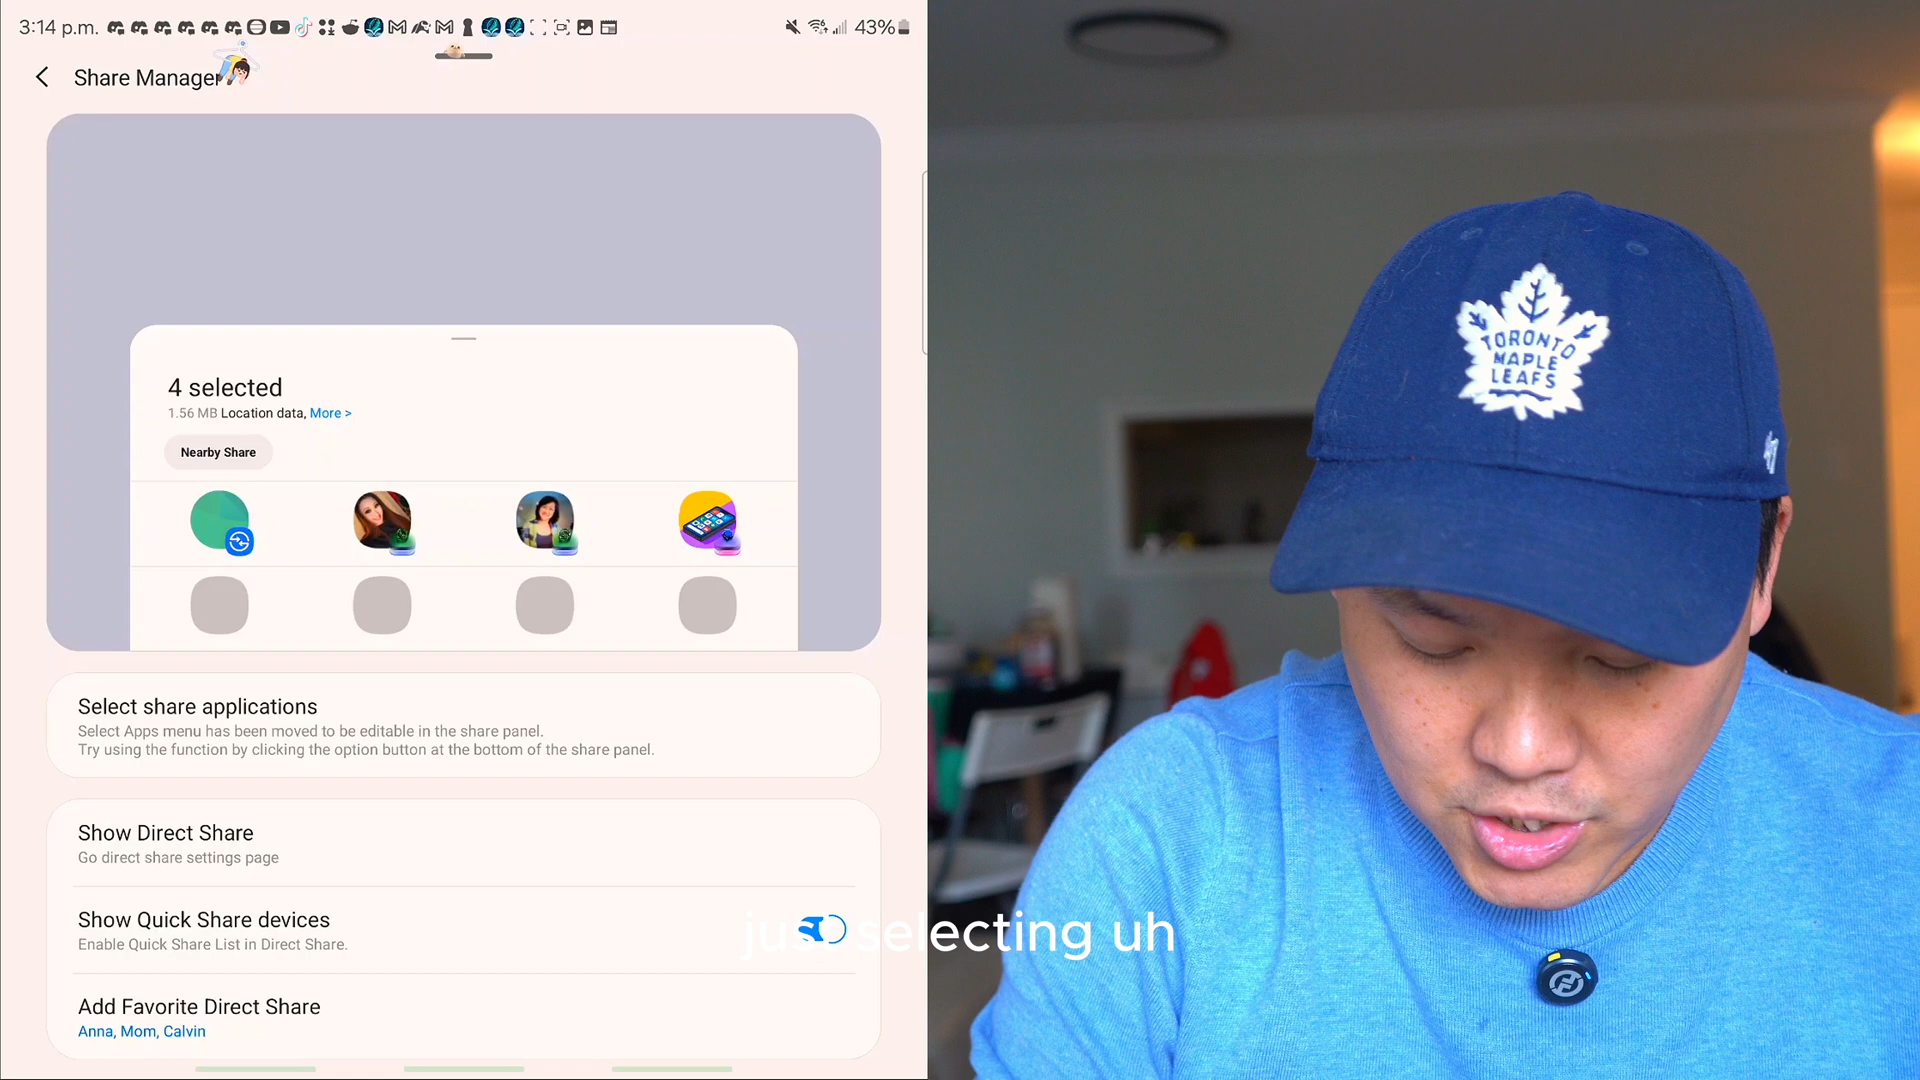 3:14 p.m.
43%
Share Manager
4 selected
1.56 MB Location data, More >
Nearby Share
Select share applications
Select Apps menu has been moved to be editable in the share panel.
Try using the function by clicking the option button at the bottom of the share panel.
Show Direct Share
Go direct share settings page
Show Quick Share devices
Enable Quick Share List in Direct Share.
Add Favorite Direct Share
Anna, Mom, Calvin
just selecting uh
TORONTO
MAPLE
LEAFS